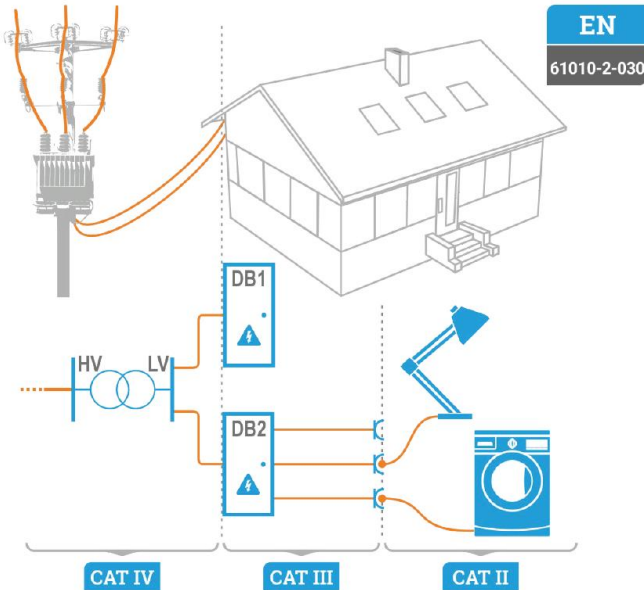 EN
61010-2-030
DB1
HV
LV
DB2
CAT IV
CAT III
CAT II